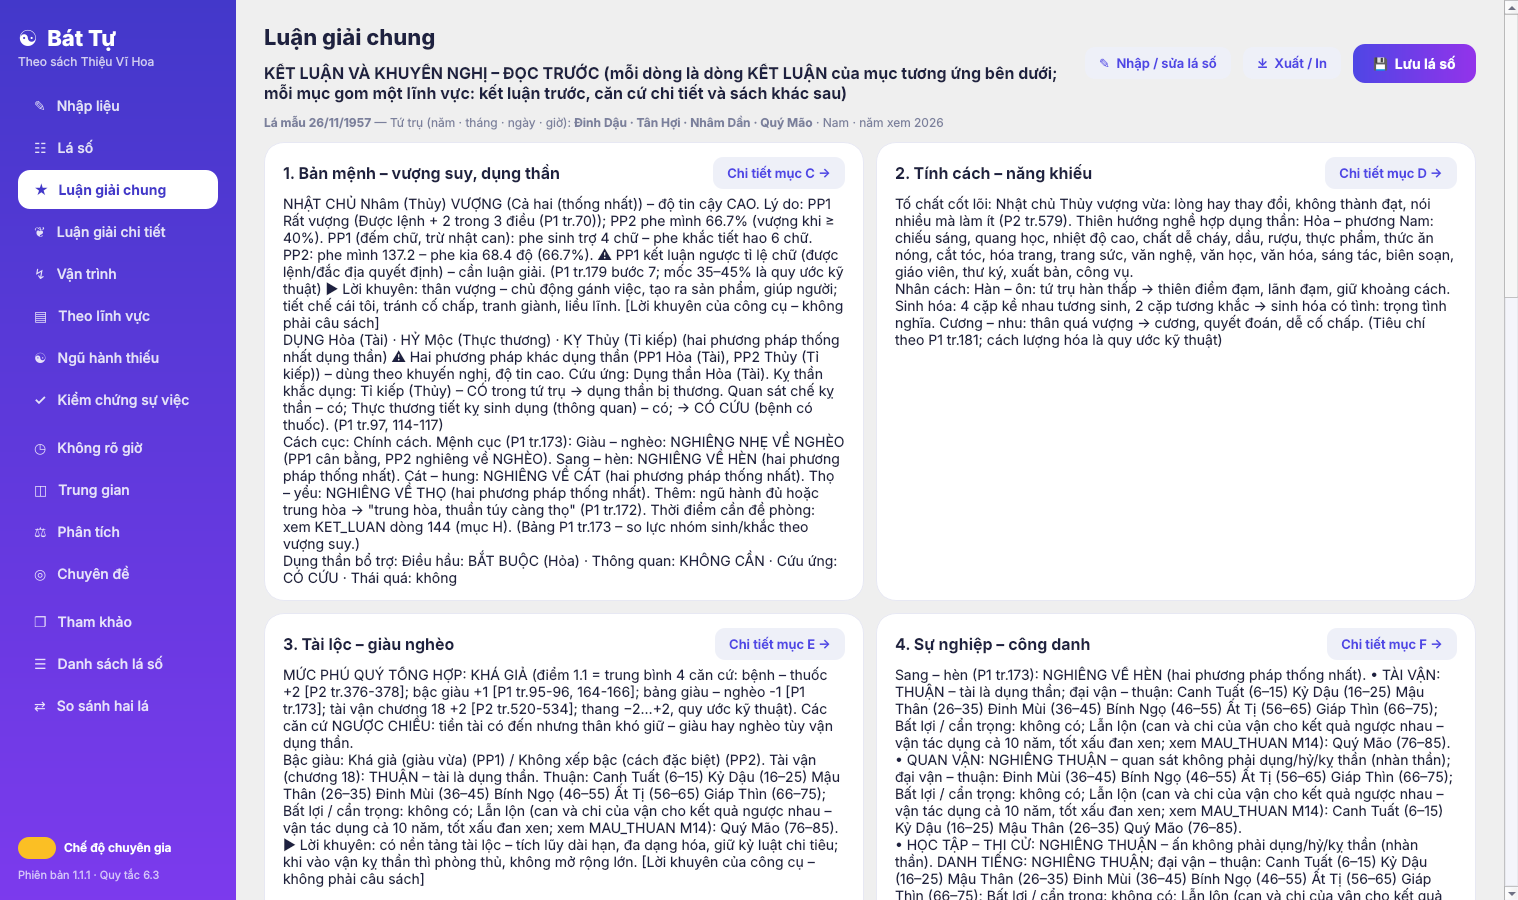 ☯ Bát Tự
Theo sách Thiệu Vĩ Hoa
✎ Nhập liệu
☷ Lá số
★ Luận giải chung
❦ Luận giải chi tiết
↯ Vận trình
▤ Theo lĩnh vực
☯ Ngũ hành thiếu
✓ Kiểm chứng sự việc
◷ Không rõ giờ
◫ Trung gian
⚖ Phân tích
◎ Chuyên đề
❐ Tham khảo
☰ Danh sách lá số
⇄ So sánh hai lá
Chế độ chuyên gia
Phiên bản 1.1.1 · Quy tắc 6.3
Luận giải chung
KẾT LUẬN VÀ KHUYẾN NGHỊ – ĐỌC TRƯỚC (mỗi dòng là dòng KẾT LUẬN của mục tương ứng bên dưới;
mỗi mục gom một lĩnh vực: kết luận trước, căn cứ chi tiết và sách khác sau)
✎ Nhập / sửa lá số
⤓ Xuất / In
💾 Lưu lá số
Lá mẫu 26/11/1957 — Tứ trụ (năm · tháng · ngày · giờ): Đinh Dậu · Tân Hợi · Nhâm Dần · Quý Mão · Nam · năm xem 2026
1. Bản mệnh – vượng suy, dụng thần
Chi tiết mục C →
NHẬT CHỦ Nhâm (Thủy) VƯỢNG (Cả hai (thống nhất)) – độ tin cậy CAO. Lý do: PP1
Rất vượng (Được lệnh + 2 trong 3 điều (P1 tr.70)); PP2 phe mình 66.7% (vượng khi ≥
40%). PP1 (đếm chữ, trừ nhật can): phe sinh trợ 4 chữ – phe khắc tiết hao 6 chữ.
PP2: phe mình 137.2 – phe kia 68.4 độ (66.7%). ⚠ PP1 kết luận ngược tỉ lệ chữ (được
lệnh/đắc địa quyết định) – cần luận giải. (P1 tr.179 bước 7; mốc 35–45% là quy ước kỹ
thuật) ▶ Lời khuyên: thân vượng – chủ động gánh việc, tạo ra sản phẩm, giúp người;
tiết chế cái tôi, tránh cố chấp, tranh giành, liều lĩnh. [Lời khuyên của công cụ – không
phải câu sách]
DỤNG Hỏa (Tài) · HỶ Mộc (Thực thương) · KỴ Thủy (Tỉ kiếp) (hai phương pháp thống
nhất dụng thần) ⚠ Hai phương pháp khác dụng thần (PP1 Hỏa (Tài), PP2 Thủy (Tỉ
kiếp)) – dùng theo khuyến nghị, độ tin cao. Cứu ứng: Dụng thần Hỏa (Tài). Kỵ thần
khắc dụng: Tỉ kiếp (Thủy) – CÓ trong tứ trụ → dụng thần bị thương. Quan sát chế kỵ
thần – có; Thực thương tiết kỵ sinh dụng (thông quan) – có; → CÓ CỨU (bệnh có
thuốc). (P1 tr.97, 114-117)
Cách cục: Chính cách. Mệnh cục (P1 tr.173): Giàu – nghèo: NGHIÊNG NHẸ VỀ NGHÈO
(PP1 cân bằng, PP2 nghiêng về NGHÈO). Sang – hèn: NGHIÊNG VỀ HÈN (hai phương
pháp thống nhất). Cát – hung: NGHIÊNG VỀ CÁT (hai phương pháp thống nhất). Thọ
– yểu: NGHIÊNG VỀ THỌ (hai phương pháp thống nhất). Thêm: ngũ hành đủ hoặc
trung hòa → "trung hòa, thuần túy càng thọ" (P1 tr.172). Thời điểm cần đề phòng:
xem KET_LUAN dòng 144 (mục H). (Bảng P1 tr.173 – so lực nhóm sinh/khắc theo
vượng suy.)
Dụng thần bổ trợ: Điều hầu: BẮT BUỘC (Hỏa) · Thông quan: KHÔNG CẦN · Cứu ứng:
CÓ CỨU · Thái quá: không
2. Tính cách – năng khiếu
Chi tiết mục D →
Tố chất cốt lõi: Nhật chủ Thủy vượng vừa: lòng hay thay đổi, không thành đạt, nói
nhiều mà làm ít (P2 tr.579). Thiên hướng nghề hợp dụng thần: Hỏa – phương Nam:
chiếu sáng, quang học, nhiệt độ cao, chất dễ cháy, dầu, rượu, thực phẩm, thức ăn
nóng, cắt tóc, hóa trang, trang sức, văn nghệ, văn học, văn hóa, sáng tác, biên soạn,
giáo viên, thư ký, xuất bản, công vụ.
Nhân cách: Hàn – ôn: tứ trụ hàn thấp → thiên điềm đạm, lãnh đạm, giữ khoảng cách.
Sinh hóa: 4 cặp kề nhau tương sinh, 2 cặp tương khắc → sinh hóa có tình: trọng tình
nghĩa. Cương – nhu: thân quá vượng → cương, quyết đoán, dễ cố chấp. (Tiêu chí
theo P1 tr.181; cách lượng hóa là quy ước kỹ thuật)
3. Tài lộc – giàu nghèo
Chi tiết mục E →
MỨC PHÚ QUÝ TỔNG HỢP: KHÁ GIẢ (điểm 1.1 = trung bình 4 căn cứ: bệnh – thuốc
+2 [P2 tr.376-378]; bậc giàu +1 [P1 tr.95-96, 164-166]; bảng giàu – nghèo -1 [P1
tr.173]; tài vận chương 18 +2 [P2 tr.520-534]; thang −2…+2, quy ước kỹ thuật). Các
căn cứ NGƯỢC CHIỀU: tiền tài có đến nhưng thân khó giữ – giàu hay nghèo tùy vận
dụng thần.
Bậc giàu: Khá giả (giàu vừa) (PP1) / Không xếp bậc (cách đặc biệt) (PP2). Tài vận
(chương 18): THUẬN – tài là dụng thần. Thuận: Canh Tuất (6–15) Kỷ Dậu (16–25) Mậu
Thân (26–35) Đinh Mùi (36–45) Bính Ngọ (46–55) Ất Tị (56–65) Giáp Thìn (66–75);
Bất lợi / cần trọng: không có; Lẫn lộn (can và chi của vận cho kết quả ngược nhau –
vận tác dụng cả 10 năm, tốt xấu đan xen; xem MAU_THUAN M14): Quý Mão (76–85).
▶ Lời khuyên: có nền tảng tài lộc – tích lũy dài hạn, đa dạng hóa, giữ kỷ luật chi tiêu;
khi vào vận kỵ thần thì phòng thủ, không mở rộng lớn. [Lời khuyên của công cụ –
không phải câu sách]
4. Sự nghiệp – công danh
Chi tiết mục F →
Sang – hèn (P1 tr.173): NGHIÊNG VỀ HÈN (hai phương pháp thống nhất). • TÀI VẬN:
THUẬN – tài là dụng thần; đại vận – thuận: Canh Tuất (6–15) Kỷ Dậu (16–25) Mậu
Thân (26–35) Đinh Mùi (36–45) Bính Ngọ (46–55) Ất Tị (56–65) Giáp Thìn (66–75);
Bất lợi / cần trọng: không có; Lẫn lộn (can và chi của vận cho kết quả ngược nhau –
vận tác dụng cả 10 năm, tốt xấu đan xen; xem MAU_THUAN M14): Quý Mão (76–85).
• QUAN VẬN: NGHIÊNG THUẬN – quan sát không phải dụng/hỷ/kỵ thần (nhàn thần);
đại vận – thuận: Đinh Mùi (36–45) Bính Ngọ (46–55) Ất Tị (56–65) Giáp Thìn (66–75);
Bất lợi / cần trọng: không có; Lẫn lộn (can và chi của vận cho kết quả ngược nhau –
vận tác dụng cả 10 năm, tốt xấu đan xen; xem MAU_THUAN M14): Canh Tuất (6–15)
Kỷ Dậu (16–25) Mậu Thân (26–35) Quý Mão (76–85).
• HỌC TẬP – THI CỬ: NGHIÊNG THUẬN – ấn không phải dụng/hỷ/kỵ thần (nhàn
thần). DANH TIẾNG: NGHIÊNG THUẬN; đại vận – thuận: Canh Tuất (6–15) Kỷ Dậu
(16–25) Mậu Thân (26–35) Đinh Mùi (36–45) Bính Ngọ (46–55) Ất Tị (56–65) Giáp
Thìn (66–75); Bất lợi / cần trọng: không có; Lẫn lộn (can và chi của vận cho kết quả